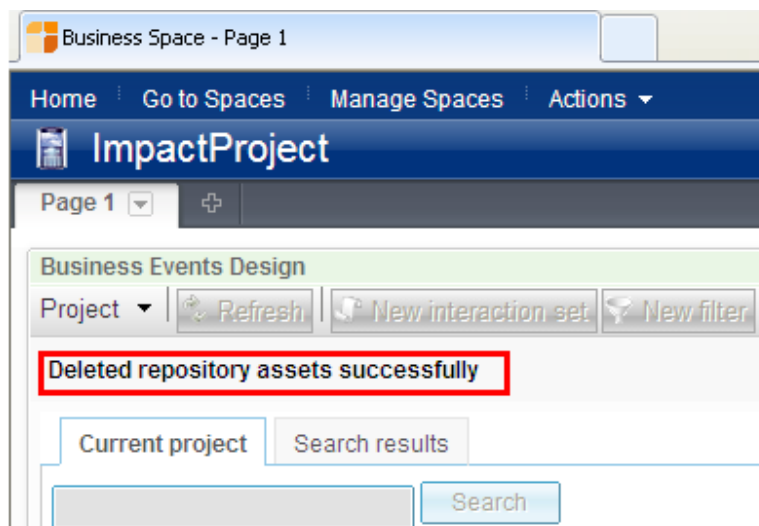 Business Space - Page 1
Home Go to Spaces Manage Spaces Actions
ImpactProject
Page 1
Business Events Design
Project Refresh New interaction set New filter
Deleted repository assets successfully
Current project Search results
Search